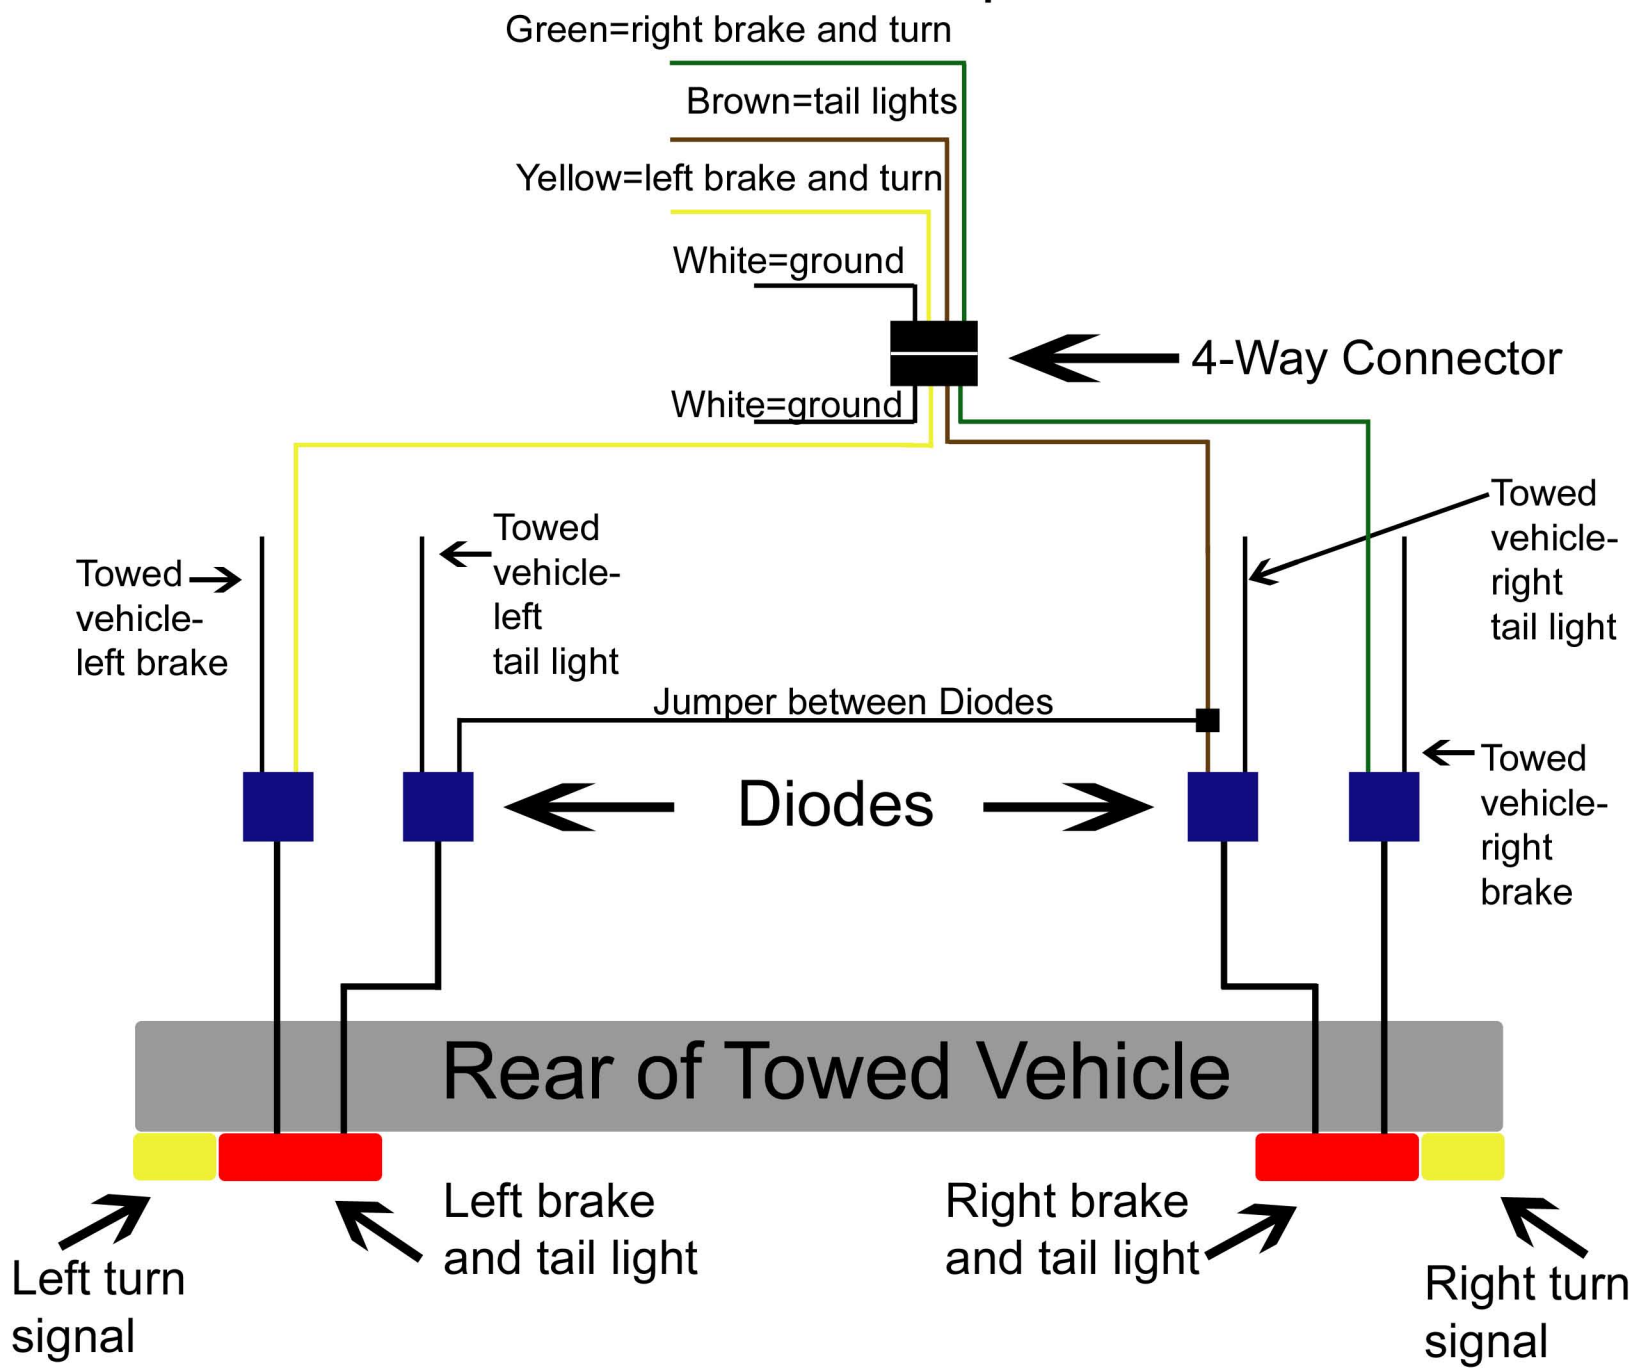 Green=right brake and turn
Brown=tail lights
Yellow=left brake and turn
White=ground
4-Way Connector
White=ground
Towed
vehicle-
left brake
Towed
vehicle-
left
tail light
Towed
vehicle-
right
tail light
Jumper between Diodes
Diodes
Towed
vehicle-
right
brake
Rear of Towed Vehicle
Left turn
signal
Left brake
and tail light
Right brake
and tail light
Right turn
signal